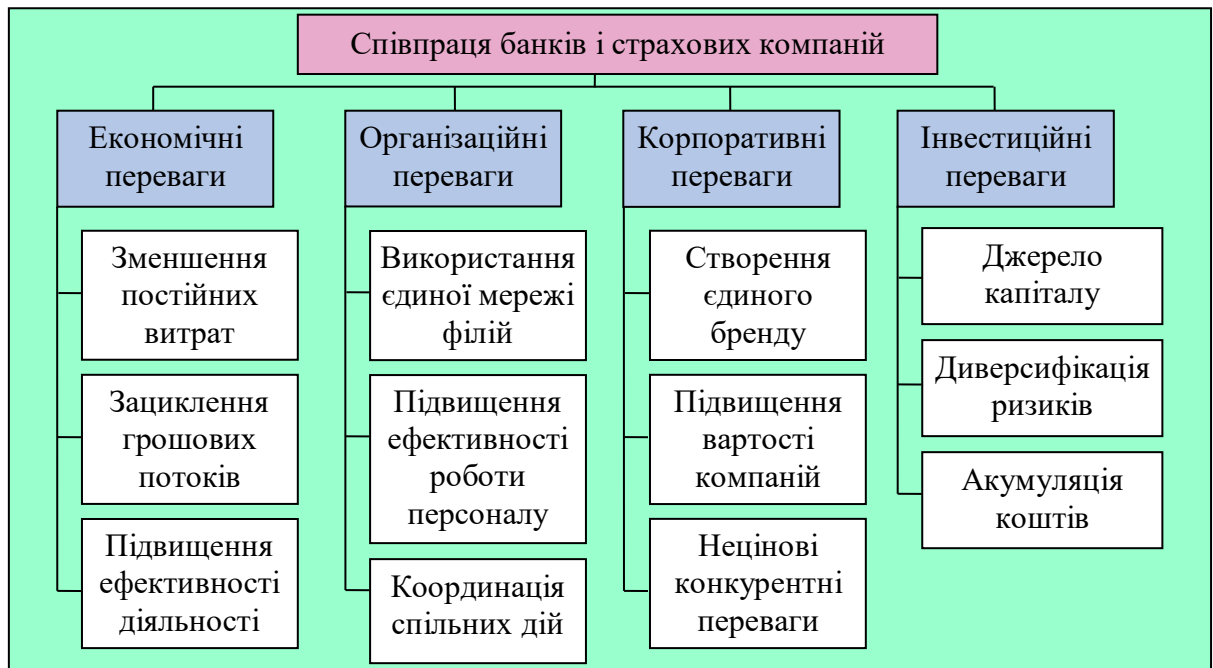 Співпраця банків і страхових компаній
Економічні
переваги
Зменшення
постійних
витрат
Зациклення
грошових
потоків
Підвищення
ефективності
діяльності
Організаційні
переваги
Використання
єдиної мережі
філій
Підвищення
ефективності
роботи
персоналу
Координація
спільних дій
Корпоративні
переваги
Створення
єдиного
бренду
Підвищення
вартості
компаній
Нецінові
конкурентні
переваги
Інвестиційні
переваги
Джерело
капіталу
Диверсифікація
ризиків
Акумуляція
коштів